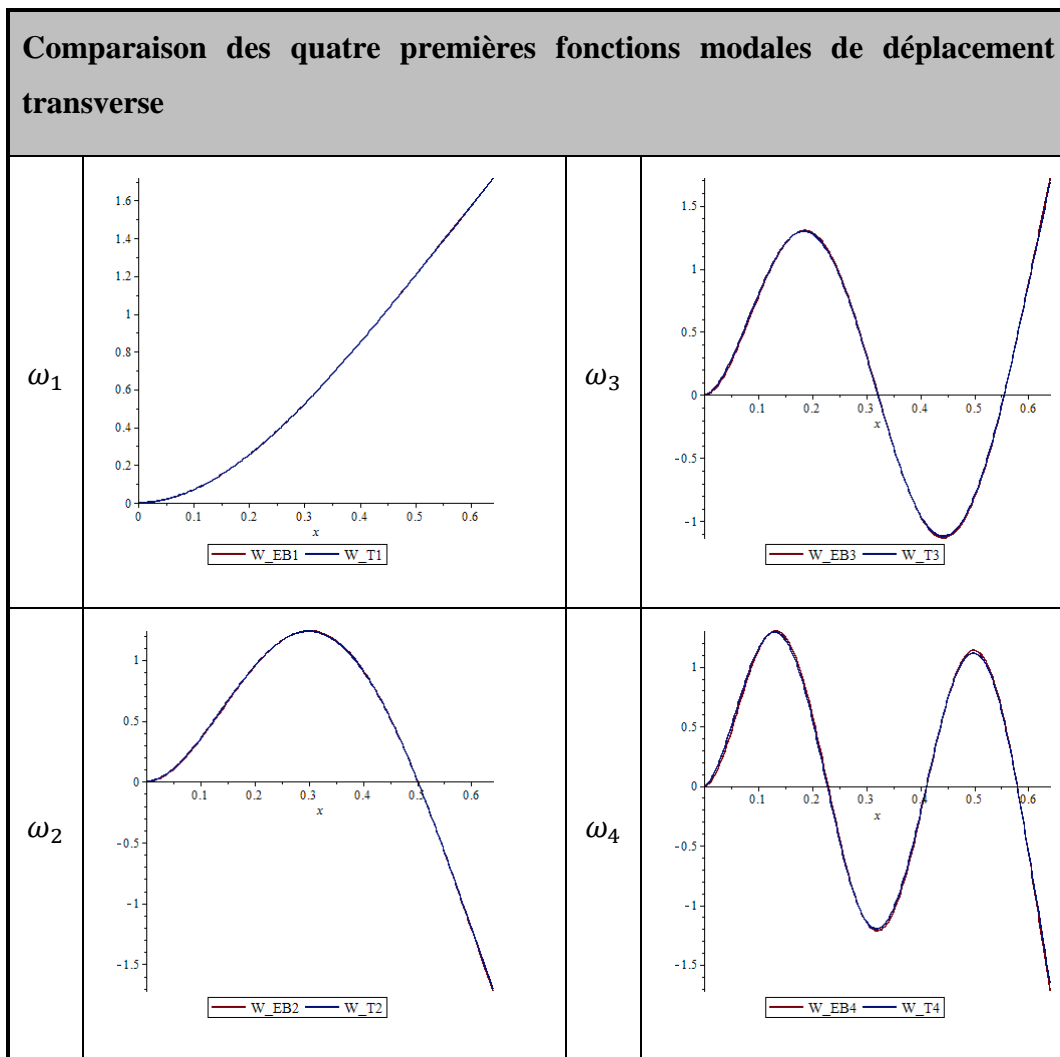 Comparaison des quatre premières fonctions modales de déplacement
transverse
ω₁
1.6
1.4
1.2
1
0.8
0.6
0.4
0.2
0
0 0.1 0.2 0.3 0.4 0.5 0.6
x
W_EB1 W_T1
ω₃
1.5
1
0.5
0
0.1 0.2 0.3 0.4 0.5 0.6
x
-0.5
-1
W_EB3 W_T3
ω₂
1
0.5
0
0.1 0.2 0.3 0.4 0.5 0.6
x
-0.5
-1
-1.5
W_EB2 W_T2
ω₄
1
0.5
0
0.1 0.2 0.3 0.4 0.5 0.6
x
-0.5
-1
-1.5
W_EB4 W_T4